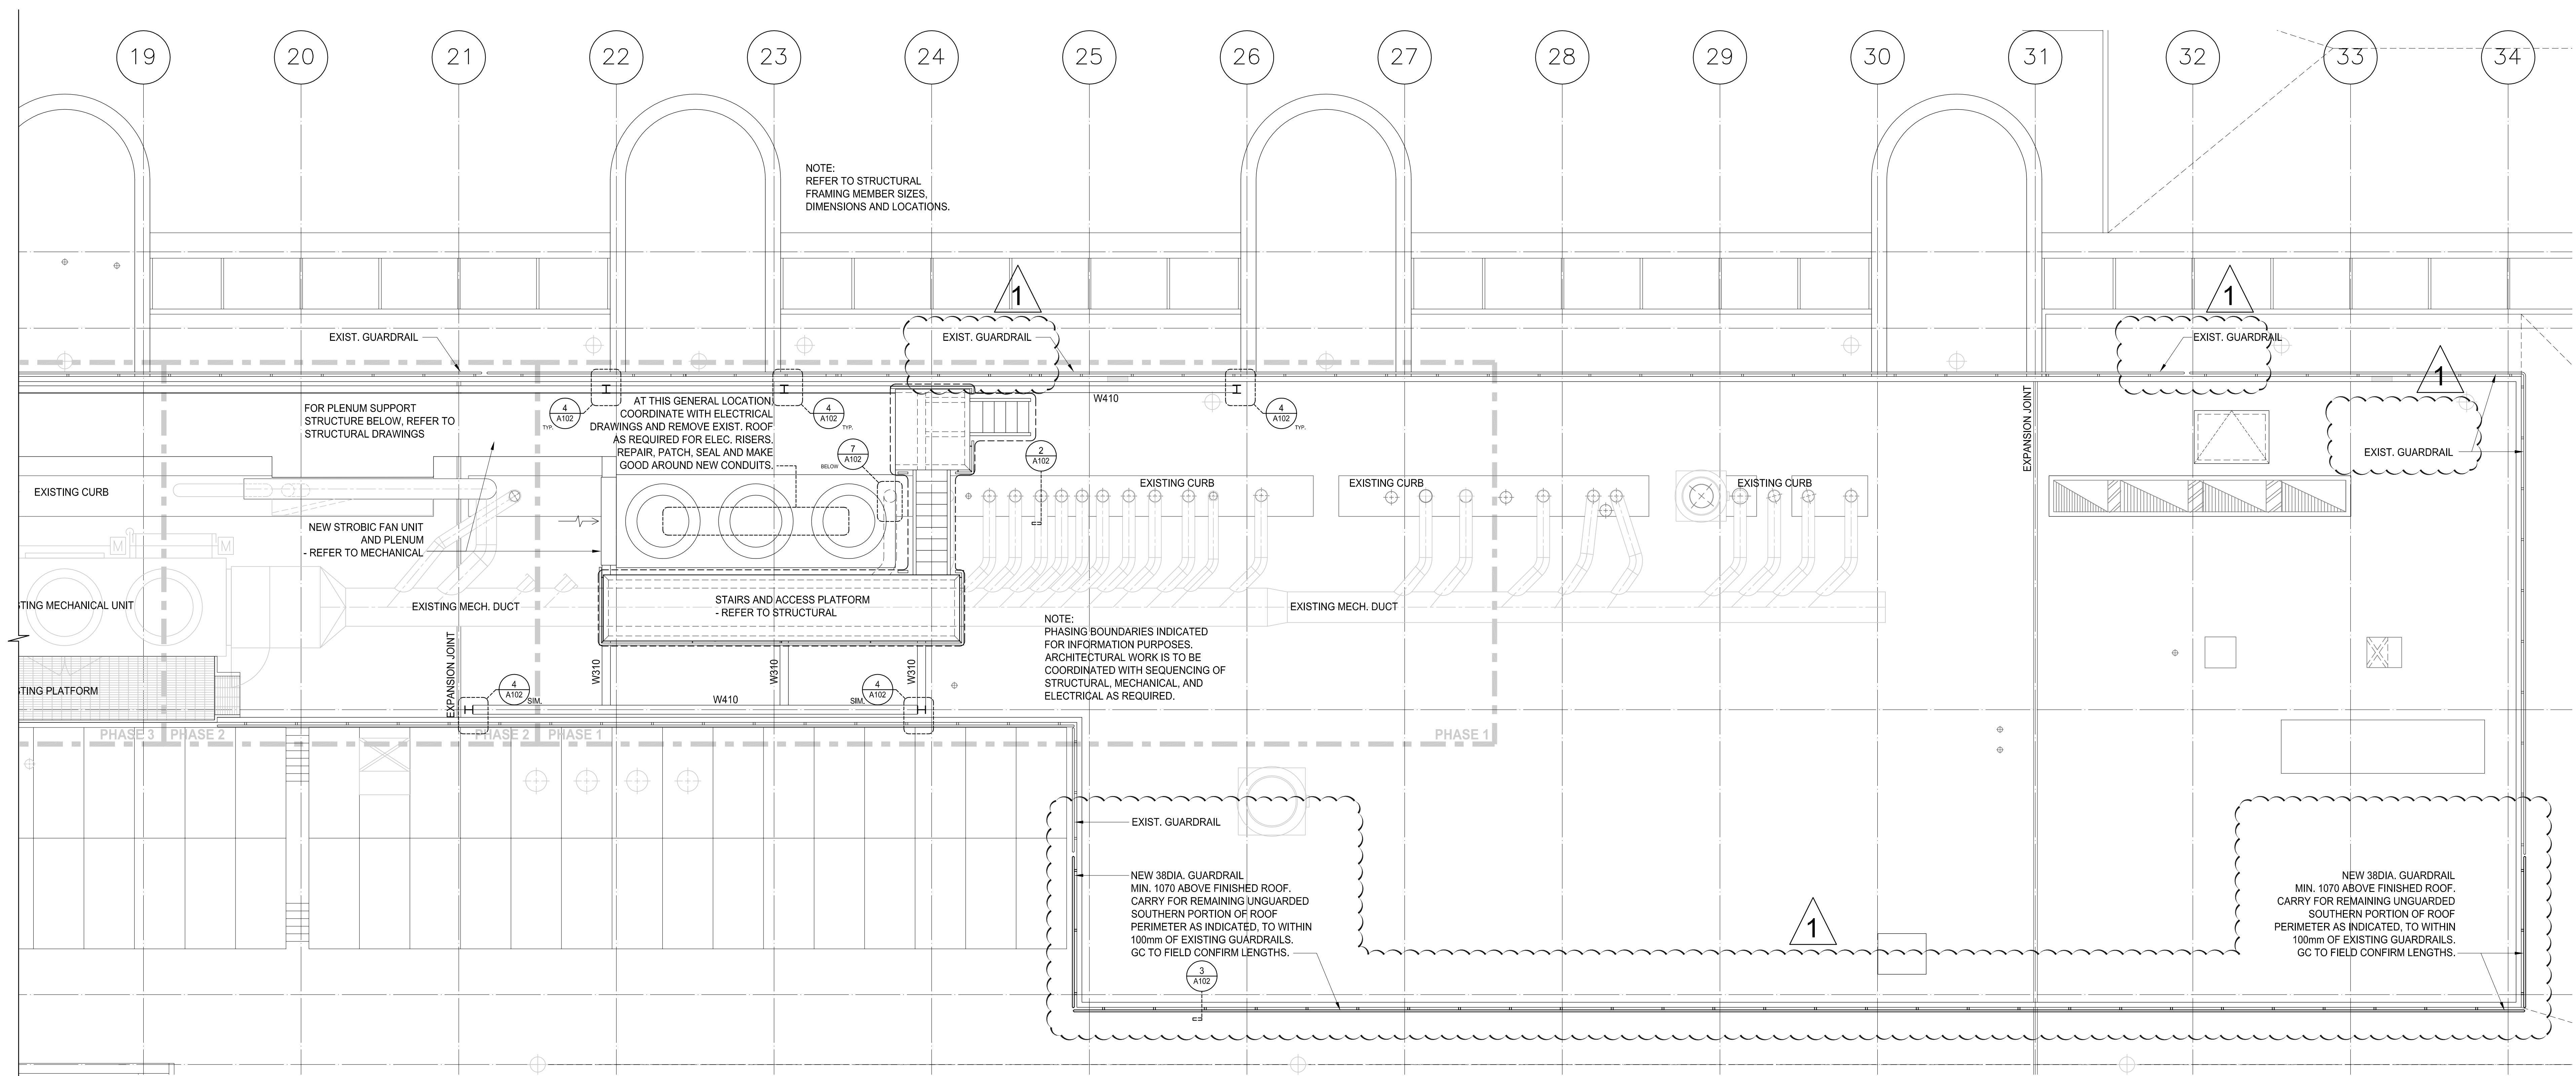 19 20 21 22 23 24 25 26 27 28 29 30 31 32 33 34
NOTE:
REFER TO STRUCTURAL
FRAMING MEMBER SIZES,
DIMENSIONS AND LOCATIONS.
1
1
EXIST. GUARDRAIL
EXIST. GUARDRAIL
EXIST. GUARDRAIL
1
W410
FOR PLENUM SUPPORT
STRUCTURE BELOW, REFER TO
STRUCTURAL DRAWINGS
4
A102
TYP.
AT THIS GENERAL LOCATION,
COORDINATE WITH ELECTRICAL
DRAWINGS AND REMOVE EXIST. ROOF
AS REQUIRED FOR ELEC. RISERS.
REPAIR, PATCH, SEAL AND MAKE
GOOD AROUND NEW CONDUITS.
4
A102
TYP.
7
A102
BELOW
2
A102
4
A102
TYP.
EXPANSION JOINT
EXIST. GUARDRAIL
EXISTING CURB
EXISTING CURB
EXISTING CURB
EXISTING CURB
NEW STROBIC FAN UNIT
AND PLENUM
- REFER TO MECHANICAL
M
M
TING MECHANICAL UNIT
EXISTING MECH. DUCT
STAIRS AND ACCESS PLATFORM
- REFER TO STRUCTURAL
EXISTING MECH. DUCT
NOTE:
PHASING BOUNDARIES INDICATED
FOR INFORMATION PURPOSES.
ARCHITECTURAL WORK IS TO BE
COORDINATED WITH SEQUENCING OF
STRUCTURAL, MECHANICAL, AND
ELECTRICAL AS REQUIRED.
TING PLATFORM
EXPANSION JOINT
W310
W310
W310
4
A102
SIM.
W410
4
A102
SIM.
PHASE 3
PHASE 2
PHASE 2
PHASE 1
PHASE 1
EXIST. GUARDRAIL
NEW 38DIA. GUARDRAIL
MIN. 1070 ABOVE FINISHED ROOF.
CARRY FOR REMAINING UNGUARDED
SOUTHERN PORTION OF ROOF
PERIMETER AS INDICATED, TO WITHIN
100mm OF EXISTING GUARDRAILS.
GC TO FIELD CONFIRM LENGTHS.
3
A102
1
NEW 38DIA. GUARDRAIL
MIN. 1070 ABOVE FINISHED ROOF.
CARRY FOR REMAINING UNGUARDED
SOUTHERN PORTION OF ROOF
PERIMETER AS INDICATED, TO WITHIN
100mm OF EXISTING GUARDRAILS.
GC TO FIELD CONFIRM LENGTHS.